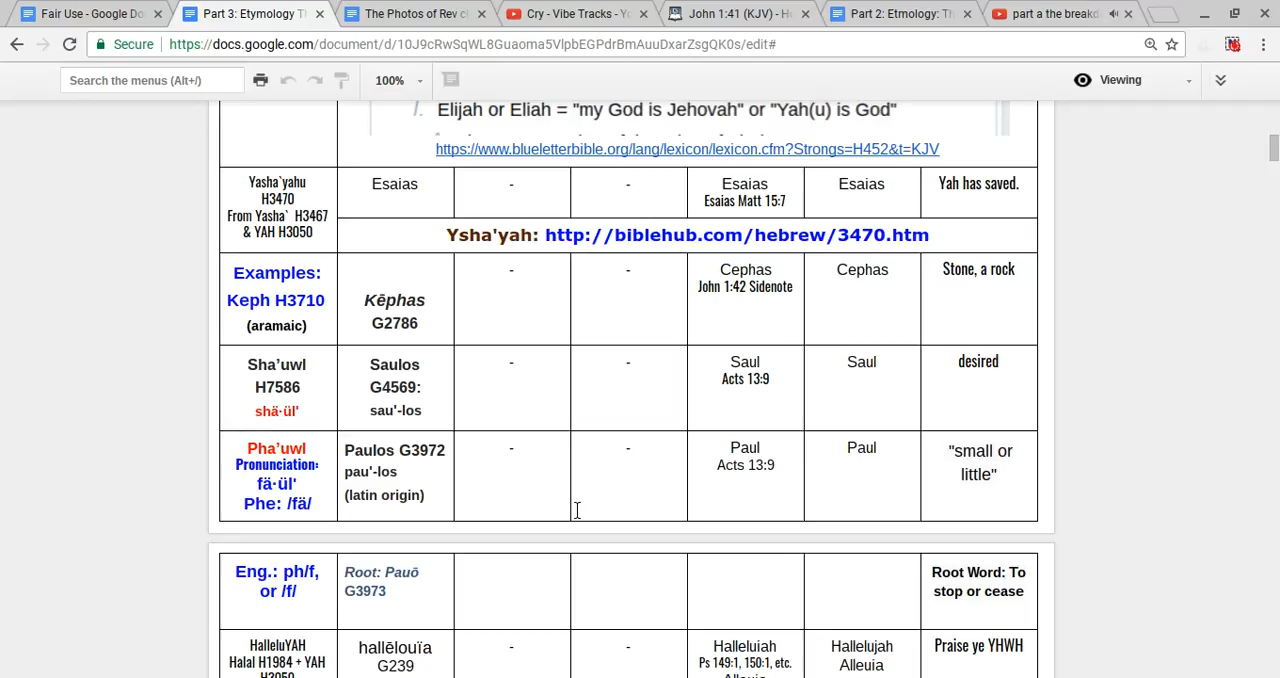 Fair Use - Google Do
Part 3: Etymology Th
The Photos of Rev c
Cry - Vibe Tracks - Yo
John 1:41 (KJV) - He
Part 2: Etmology: Th
part a the breakd
Secure
https://docs.google.com/document/d/10J9cRwSqWL8Guaoma5VlpbEGPdrBmAuuDxarZsgQK0s/edit#
Search the menus (Alt+/)
100%
Viewing
Elijah or Eliah = "my God is Jehovah" or "Yah(u) is God"
https://www.blueletterbible.org/lang/lexicon/lexicon.cfm?Strongs=H452&t=KJV
Yasha`yahu
H3470
From Yasha` H3467
& YAH H3050
Esaias
-
-
Esaias
Esaias Matt 15:7
Esaias
Yah has saved.
Ysha'yah: http://biblehub.com/hebrew/3470.htm
Examples:
Keph H3710
(aramaic)
Kēphas
G2786
-
-
Cephas
John 1:42 Sidenote
Cephas
Stone, a rock
Sha’uwl
H7586
shä·ül'
Saulos
G4569:
sau'-los
-
-
Saul
Acts 13:9
Saul
desired
Pha’uwl
Pronunciation:
fä·ül'
Phe: /fä/
Paulos G3972
pau'-los
(latin origin)
-
-
Paul
Acts 13:9
Paul
"small or
little"
Eng.: ph/f,
or /f/
Root: Pauō
G3973
Root Word: To
stop or cease
HalleluYAH
Halal H1984 + YAH
H3050
hallēlouïa
G239
-
-
Halleluiah
Ps 149:1, 150:1, etc.
Alleuia
Hallelujah
Alleuia
Praise ye YHWH